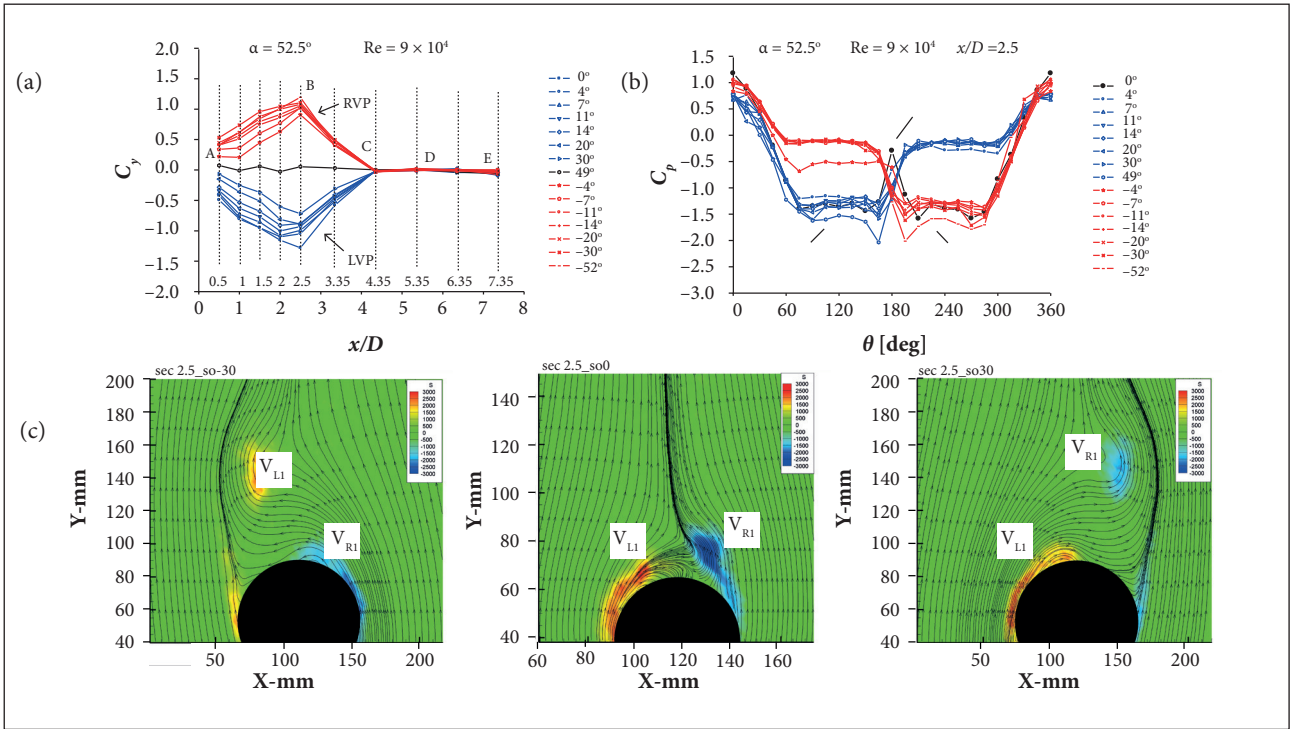 (a)
α = 52.5°
Re = 9 × 10⁴
2.0
1.5
1.0
0.5
0.0
-0.5
-1.0
-1.5
−2.0
C_y
A
B
C
D
E
RVP
LVP
0.5 1 1.5 2 2.5 3.35 4.35 5.35 6.35 7.35
0 1 2 3 4 5 6 7 8
x/D
0°
4°
7°
11°
14°
20°
30°
49°
−4°
−7°
−11°
−14°
−20°
−30°
−52°
(b)
α = 52.5°
Re = 9 × 10⁴
x/D =2.5
1.5
1.0
0.5
0.0
−0.5
−1.0
−1.5
−2.0
−3.0
C_p
0 60 120 180 240 300 360
θ [deg]
0°
4°
7°
11°
14°
20°
30°
49°
−4°
−7°
−11°
−14°
−20°
−30°
−52°
(c)
sec 2.5_so-30
200
180
160
140
120
100
80
60
40
Y-mm
50 100 150 200
X-mm
V_L1
V_R1
S
3000
2500
2000
1500
1000
500
0
-500
-1000
-1500
-2000
-2500
-3000
sec 2.5_so0
140
120
100
80
60
40
Y-mm
60 80 100 120 140 160
X-mm
V_L1
V_R1
S
3000
2500
2000
1500
1000
500
0
-500
-1000
-1500
-2000
-2500
-3000
sec 2.5_so30
200
180
160
140
120
100
80
60
40
Y-mm
50 100 150 200
X-mm
V_R1
V_L1
S
3000
2500
2000
1500
1000
500
0
-500
-1000
-1500
-2000
-2500
-3000